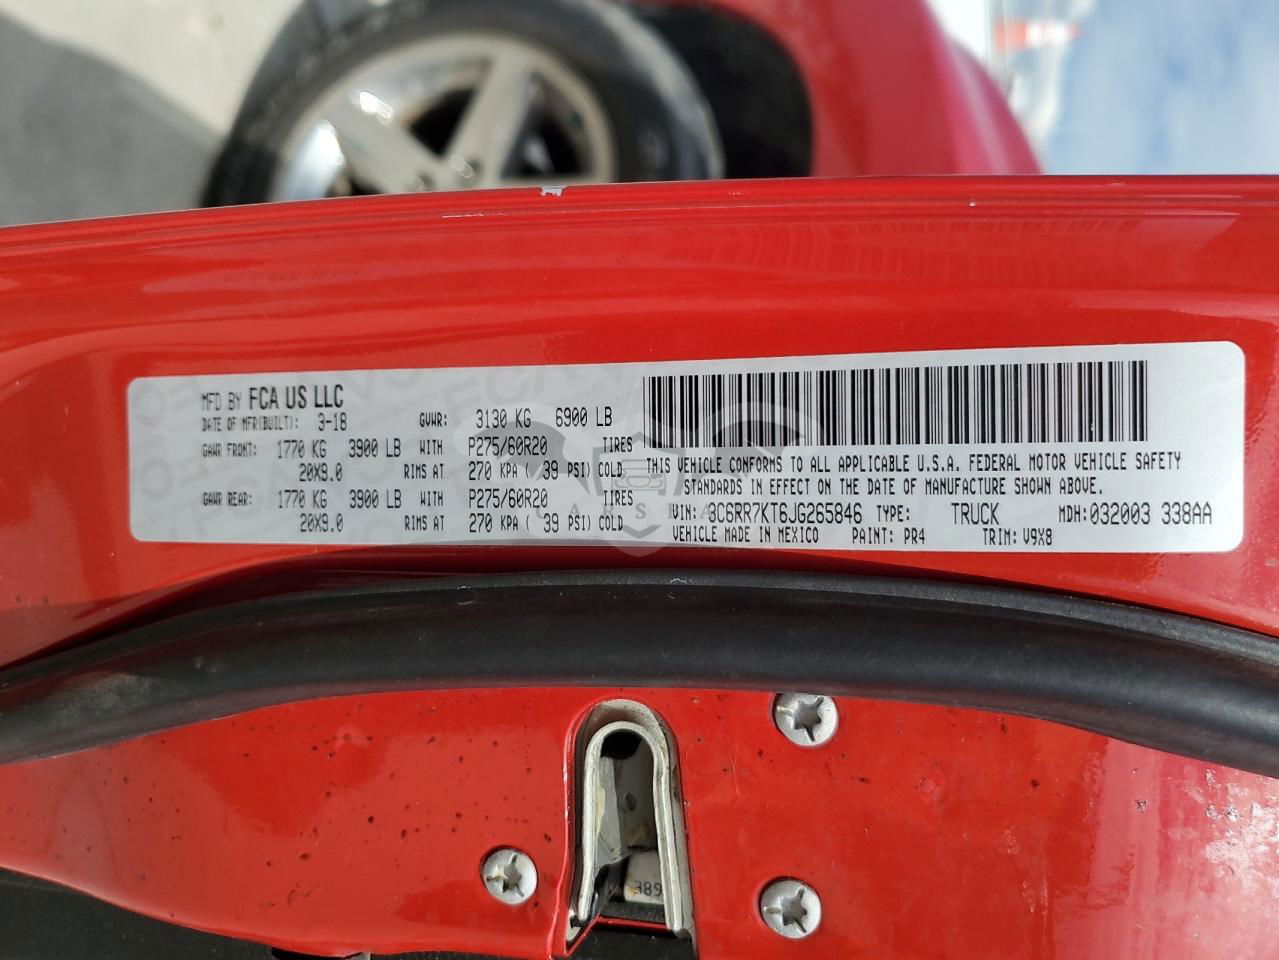 MFD BY FCA US LLC
DATE OF MFR(BUILT): 3-18 GVWR: 3130 KG 6900 LB
GAWR FRONT: 1770 KG 3900 LB WITH P275/60R20 TIRES
20X9.0 RIMS AT 270 KPA ( 39 PSI) COLD
GAWR REAR: 1770 KG 3900 LB WITH P275/60R20 TIRES
20X9.0 RIMS AT 270 KPA ( 39 PSI) COLD
THIS VEHICLE CONFORMS TO ALL APPLICABLE U.S.A. FEDERAL MOTOR VEHICLE SAFETY
STANDARDS IN EFFECT ON THE DATE OF MANUFACTURE SHOWN ABOVE.
VIN: 3C6RR7KT6JG265846 TYPE: TRUCK MDH: 032003 338AA
VEHICLE MADE IN MEXICO PAINT: PR4 TRIM: V9X8
389